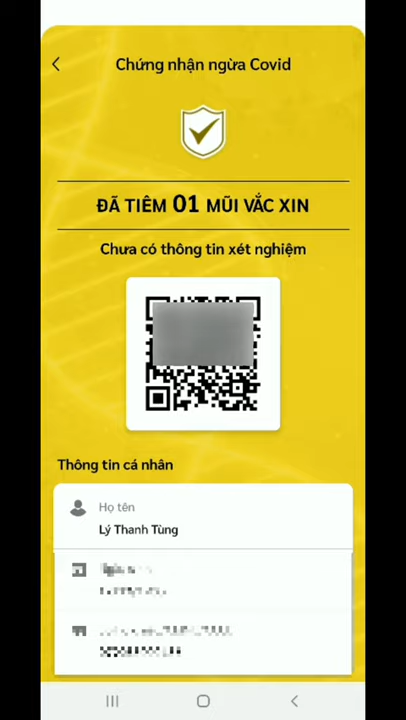 Chứng nhận ngừa Covid
ĐÃ TIÊM 01 MŨI VẮC XIN
Chưa có thông tin xét nghiệm
Thông tin cá nhân
Họ tên
Lý Thanh Tùng